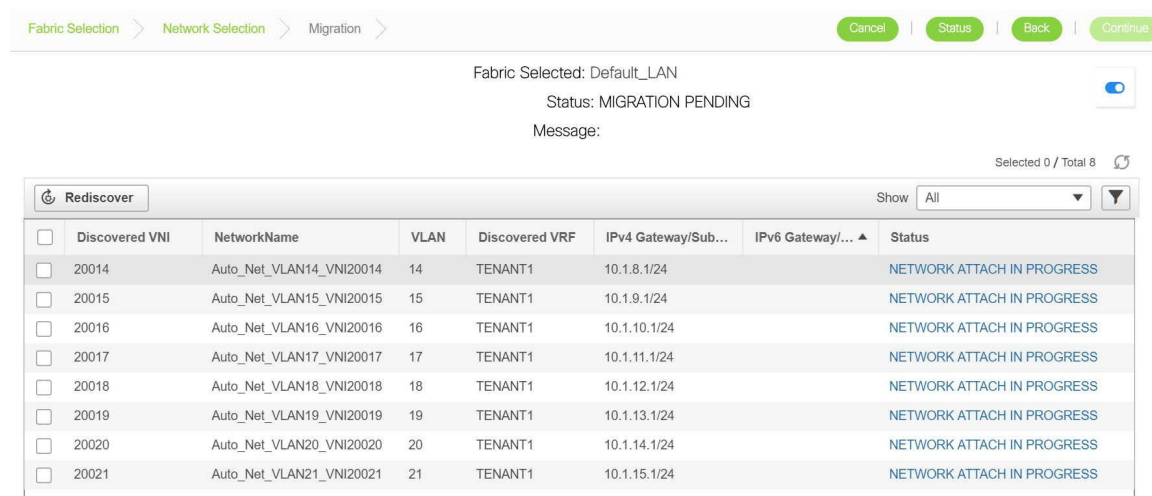 Fabric Selection Network Selection Migration Cancel | Status | Back | Continue
Fabric Selected: Default_LAN
Status: MIGRATION PENDING
Message:
Selected 0 / Total 8
Rediscover Show All
Discovered VNI NetworkName VLAN Discovered VRF IPv4 Gateway/Sub... IPv6 Gateway/... ▲ Status
20014 Auto_Net_VLAN14_VNI20014 14 TENANT1 10.1.8.1/24 NETWORK ATTACH IN PROGRESS
20015 Auto_Net_VLAN15_VNI20015 15 TENANT1 10.1.9.1/24 NETWORK ATTACH IN PROGRESS
20016 Auto_Net_VLAN16_VNI20016 16 TENANT1 10.1.10.1/24 NETWORK ATTACH IN PROGRESS
20017 Auto_Net_VLAN17_VNI20017 17 TENANT1 10.1.11.1/24 NETWORK ATTACH IN PROGRESS
20018 Auto_Net_VLAN18_VNI20018 18 TENANT1 10.1.12.1/24 NETWORK ATTACH IN PROGRESS
20019 Auto_Net_VLAN19_VNI20019 19 TENANT1 10.1.13.1/24 NETWORK ATTACH IN PROGRESS
20020 Auto_Net_VLAN20_VNI20020 20 TENANT1 10.1.14.1/24 NETWORK ATTACH IN PROGRESS
20021 Auto_Net_VLAN21_VNI20021 21 TENANT1 10.1.15.1/24 NETWORK ATTACH IN PROGRESS